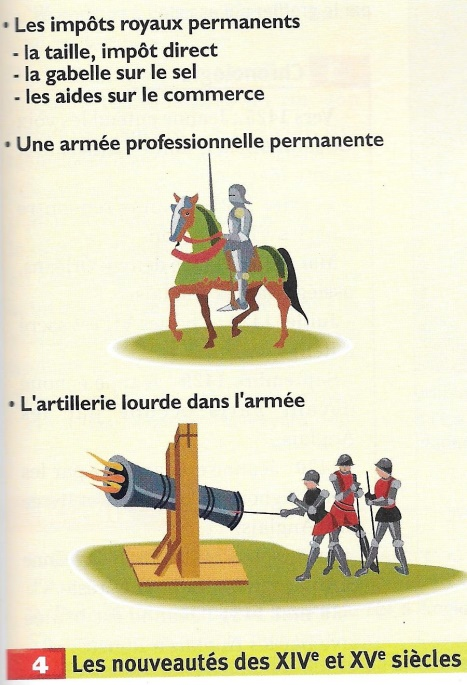 • Les impôts royaux permanents
- la taille, impôt direct
- la gabelle sur le sel
- les aides sur le commerce
• Une armée professionnelle permanente
• L'artillerie lourde dans l'armée
4 Les nouveautés des XIVe et XVe siècles